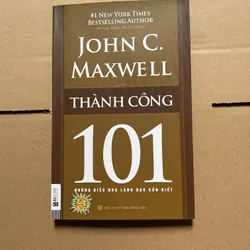 #1 NEW YORK TIMES
BESTSELLING AUTHOR
JOHN C.
MAXWELL
THÀNH CÔNG
101
NHỮNG ĐIỀU NHÀ LÃNH ĐẠO CẦN BIẾT